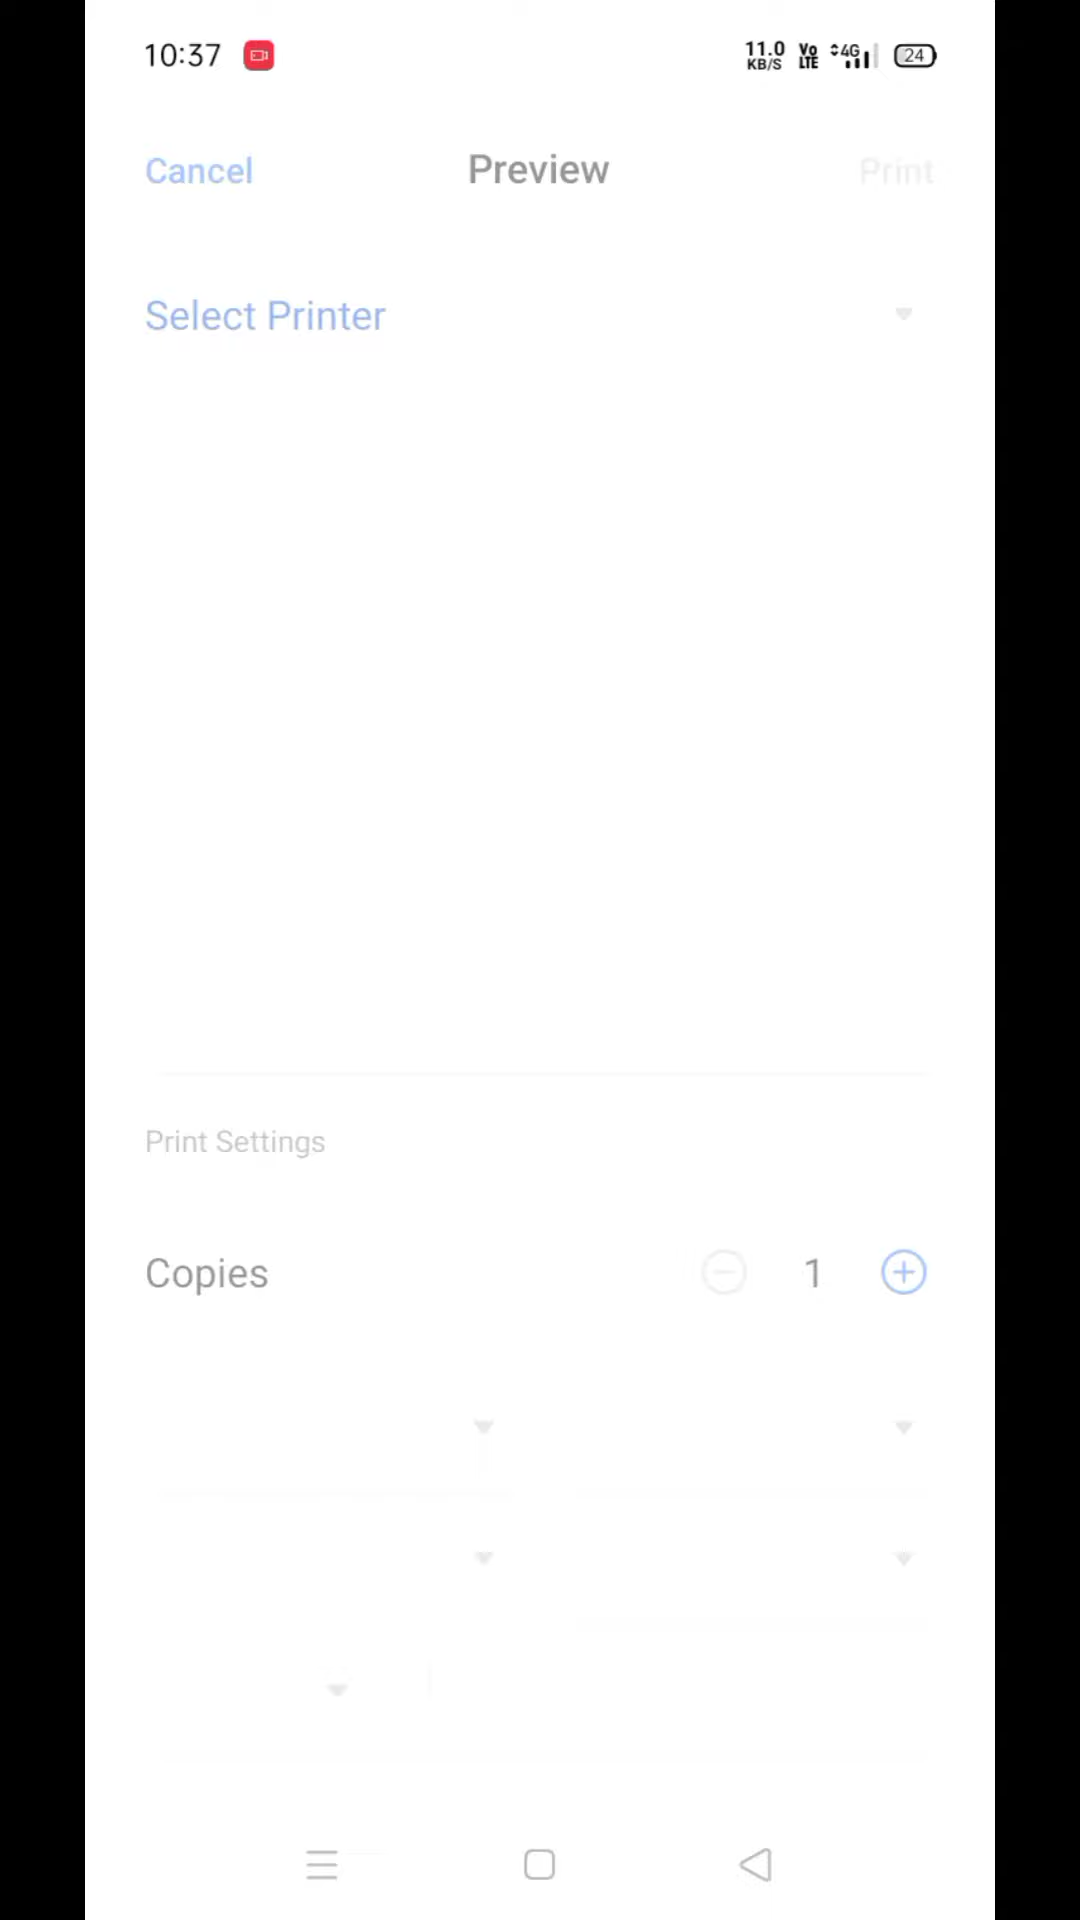 10:37 11.0 KB/S Vo LTE 4G 24
Cancel Preview Print
Select Printer
Print Settings
Copies 1